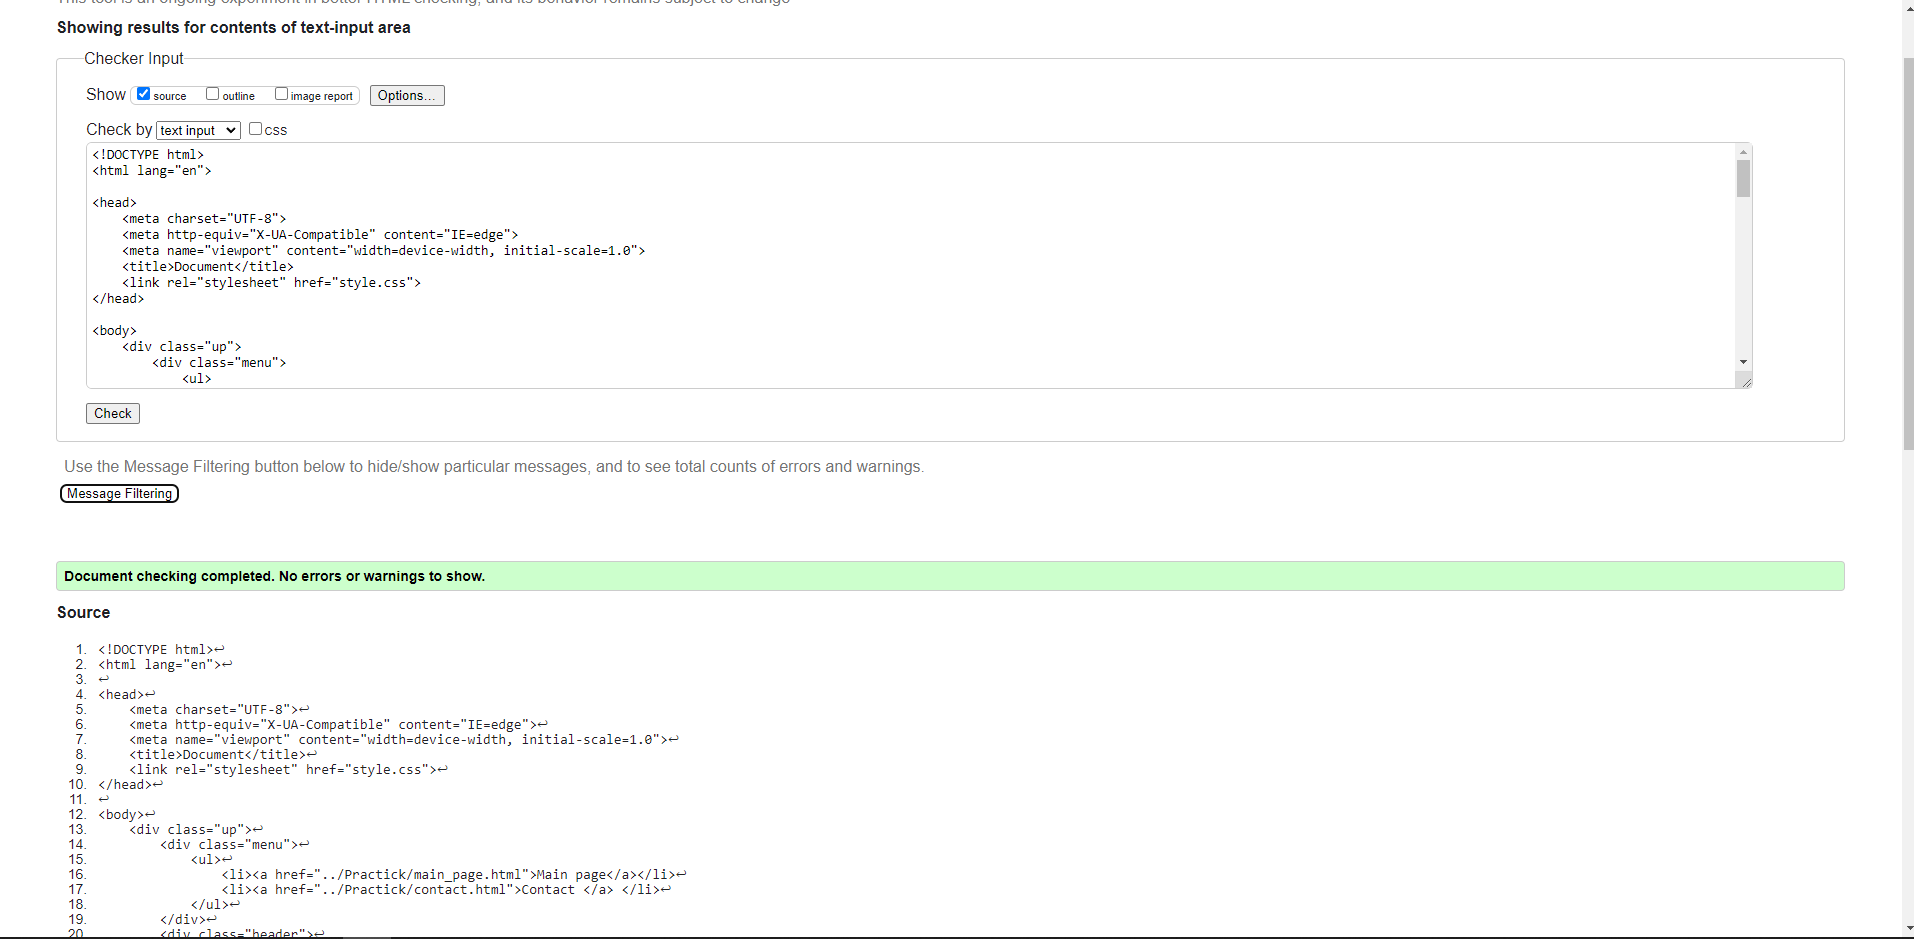 This tool is an ongoing experiment in better HTML checking, and its behavior remains subject to change
Showing results for contents of text-input area
Checker Input
Show source outline image report Options...
Check by text input css
<!DOCTYPE html>
<html lang="en">
<head>
    <meta charset="UTF-8">
    <meta http-equiv="X-UA-Compatible" content="IE=edge">
    <meta name="viewport" content="width=device-width, initial-scale=1.0">
    <title>Document</title>
    <link rel="stylesheet" href="style.css">
</head>
<body>
    <div class="up">
        <div class="menu">
            <ul>
Check
Use the Message Filtering button below to hide/show particular messages, and to see total counts of errors and warnings.
Message Filtering
Document checking completed. No errors or warnings to show.
Source
1. <!DOCTYPE html>↩
2. <html lang="en">↩
3. ↩
4. <head>↩
5.     <meta charset="UTF-8">↩
6.     <meta http-equiv="X-UA-Compatible" content="IE=edge">↩
7.     <meta name="viewport" content="width=device-width, initial-scale=1.0">↩
8.     <title>Document</title>↩
9.     <link rel="stylesheet" href="style.css">↩
10. </head>↩
11. ↩
12. <body>↩
13.     <div class="up">↩
14.         <div class="menu">↩
15.             <ul>↩
16.                 <li><a href="../Practick/main_page.html">Main page</a></li>↩
17.                 <li><a href="../Practick/contact.html">Contact </a> </li>↩
18.             </ul>↩
19.         </div>↩
20.         <div class="header">↩